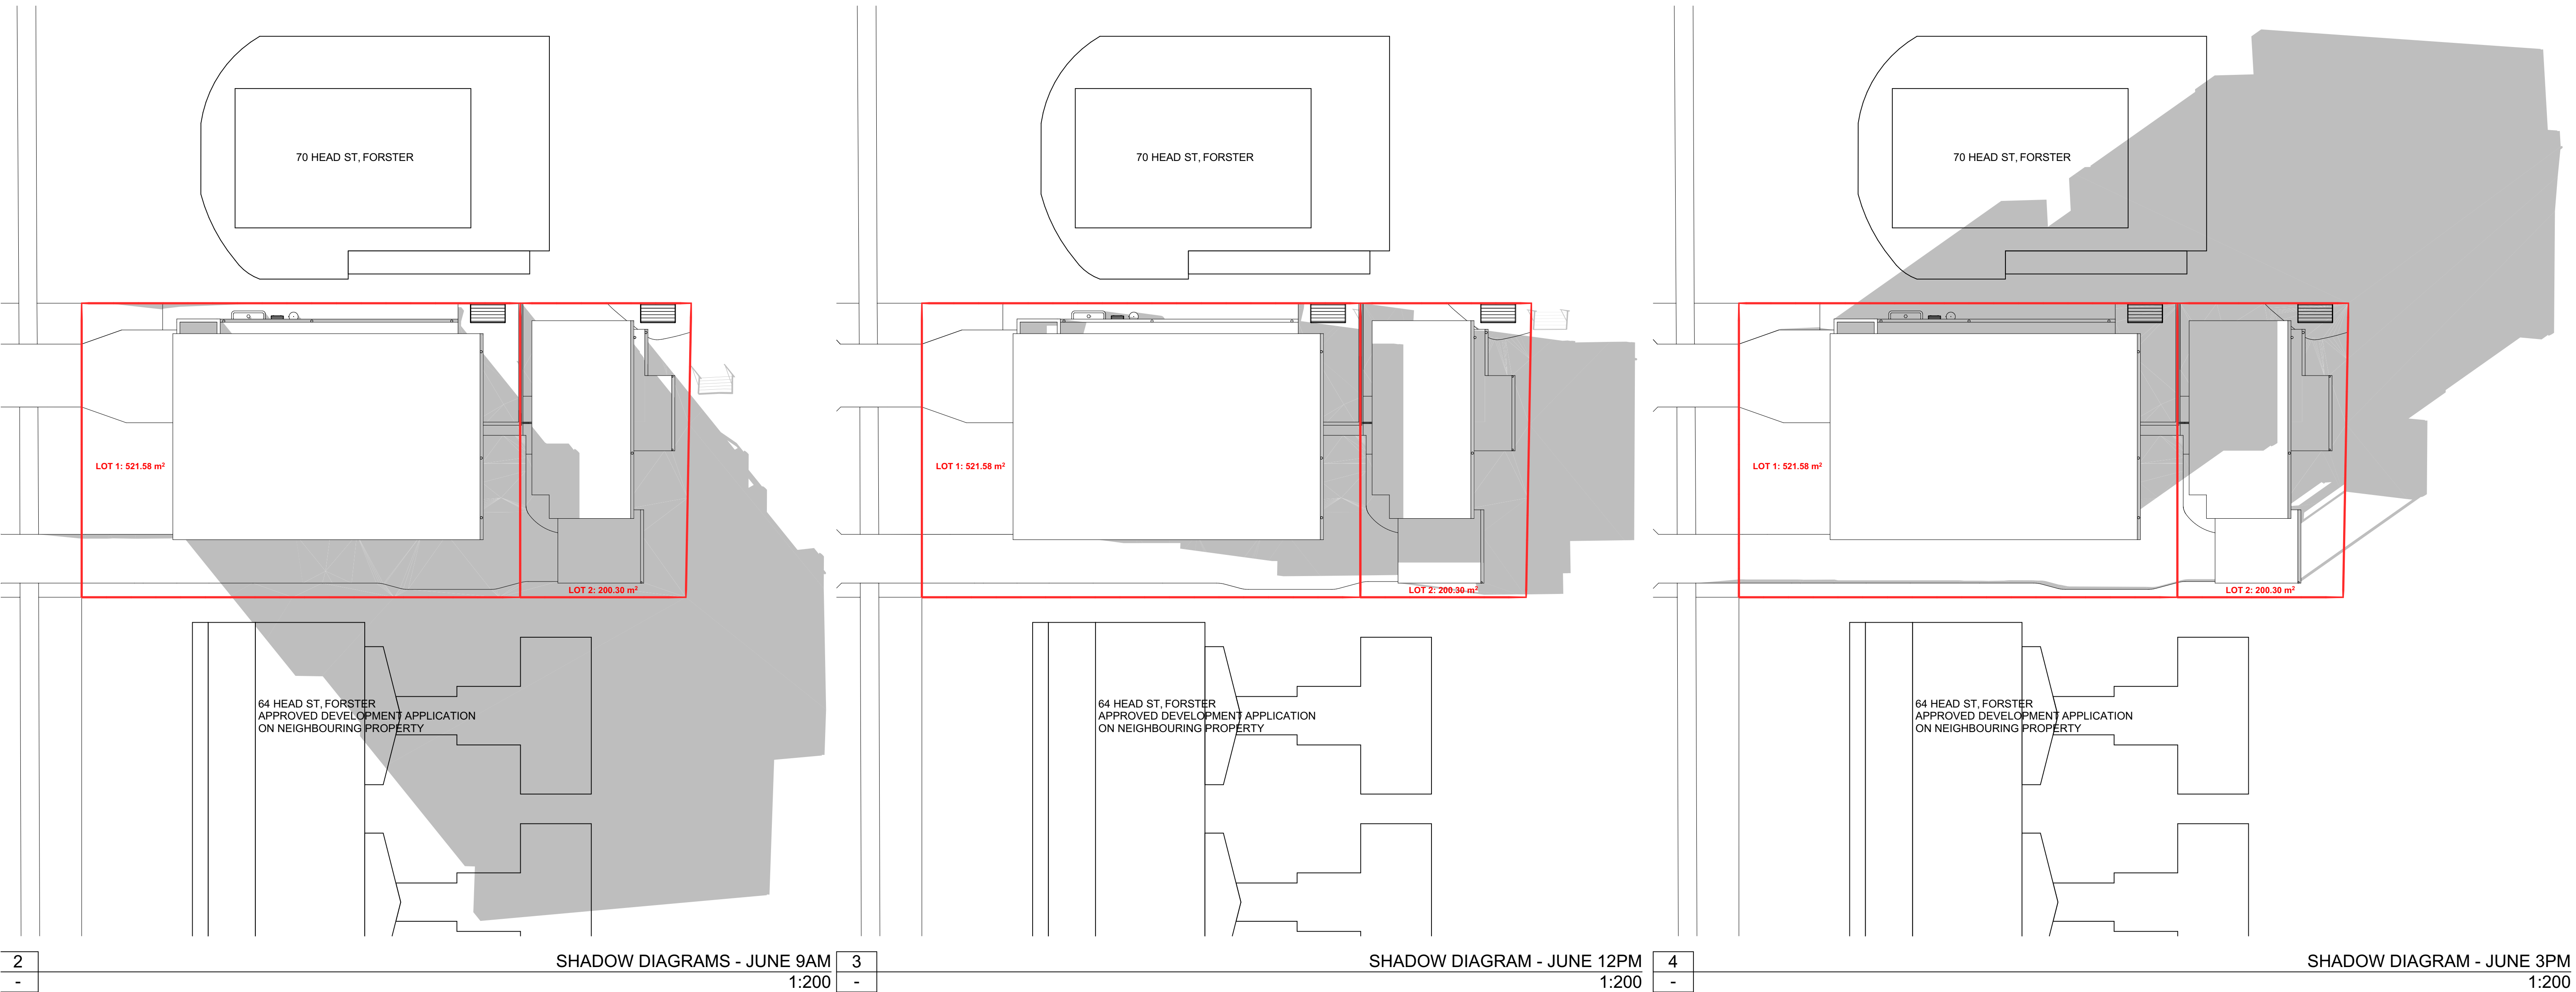 70 HEAD ST, FORSTER
LOT 1: 521.58 m²
LOT 2: 200.30 m²
64 HEAD ST, FORSTER
APPROVED DEVELOPMENT APPLICATION
ON NEIGHBOURING PROPERTY
2
SHADOW DIAGRAMS - JUNE 9AM
-
1:200
70 HEAD ST, FORSTER
LOT 1: 521.58 m²
LOT 2: 200.30 m²
64 HEAD ST, FORSTER
APPROVED DEVELOPMENT APPLICATION
ON NEIGHBOURING PROPERTY
3
SHADOW DIAGRAM - JUNE 12PM
-
1:200
70 HEAD ST, FORSTER
LOT 1: 521.58 m²
LOT 2: 200.30 m²
64 HEAD ST, FORSTER
APPROVED DEVELOPMENT APPLICATION
ON NEIGHBOURING PROPERTY
4
SHADOW DIAGRAM - JUNE 3PM
-
1:200